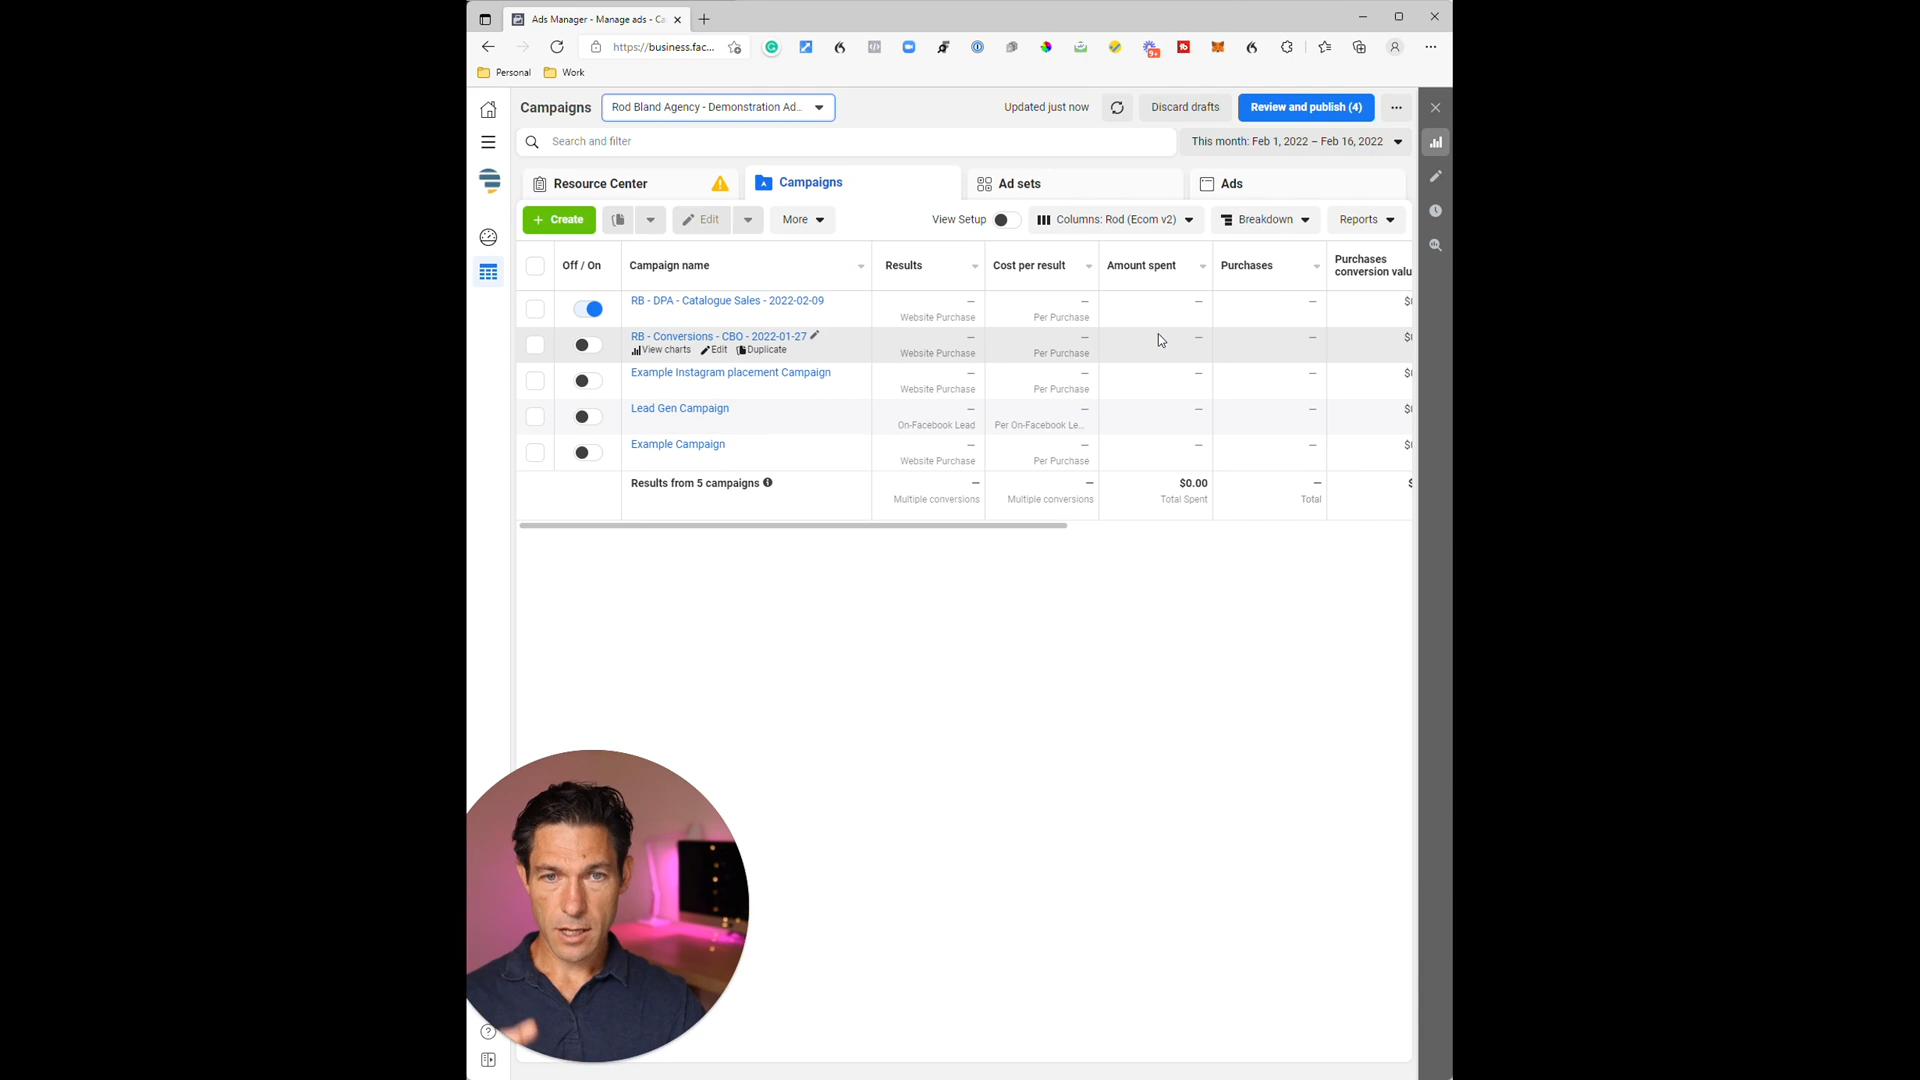 Ads Manager - Manage ads - Ca
https://business.fac...
9+
Personal
Work
Campaigns
Rod Bland Agency - Demonstration Ad...
Updated just now
Discard drafts
Review and publish (4)
Search and filter
This month: Feb 1, 2022 – Feb 16, 2022
Resource Center
Campaigns
Ad sets
Ads
+ Create
Edit
More
View Setup
Columns: Rod (Ecom v2)
Breakdown
Reports
Off / On
Campaign name
Results
Cost per result
Amount spent
Purchases
Purchases
conversion valu
RB - DPA - Catalogue Sales - 2022-02-09
—
—
—
—
Website Purchase
Per Purchase
RB - Conversions - CBO - 2022-01-27
—
—
—
—
View charts
Edit
Duplicate
Website Purchase
Per Purchase
Example Instagram placement Campaign
—
—
—
—
Website Purchase
Per Purchase
Lead Gen Campaign
—
—
—
—
On-Facebook Lead
Per On-Facebook Le...
Example Campaign
—
—
—
—
Website Purchase
Per Purchase
Results from 5 campaigns
—
—
$0.00
—
$
Multiple conversions
Multiple conversions
Total Spent
Total